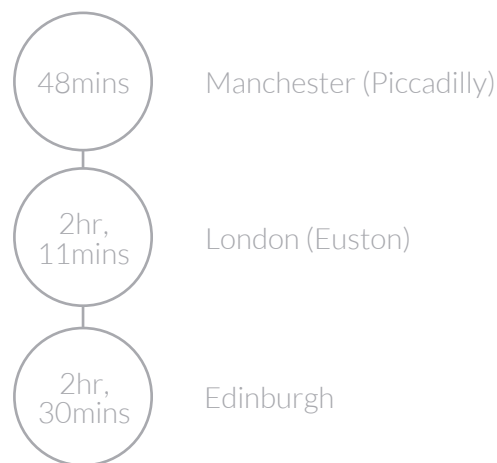 48mins
Manchester (Piccadilly)
2hr,
11mins
London (Euston)
2hr,
30mins
Edinburgh